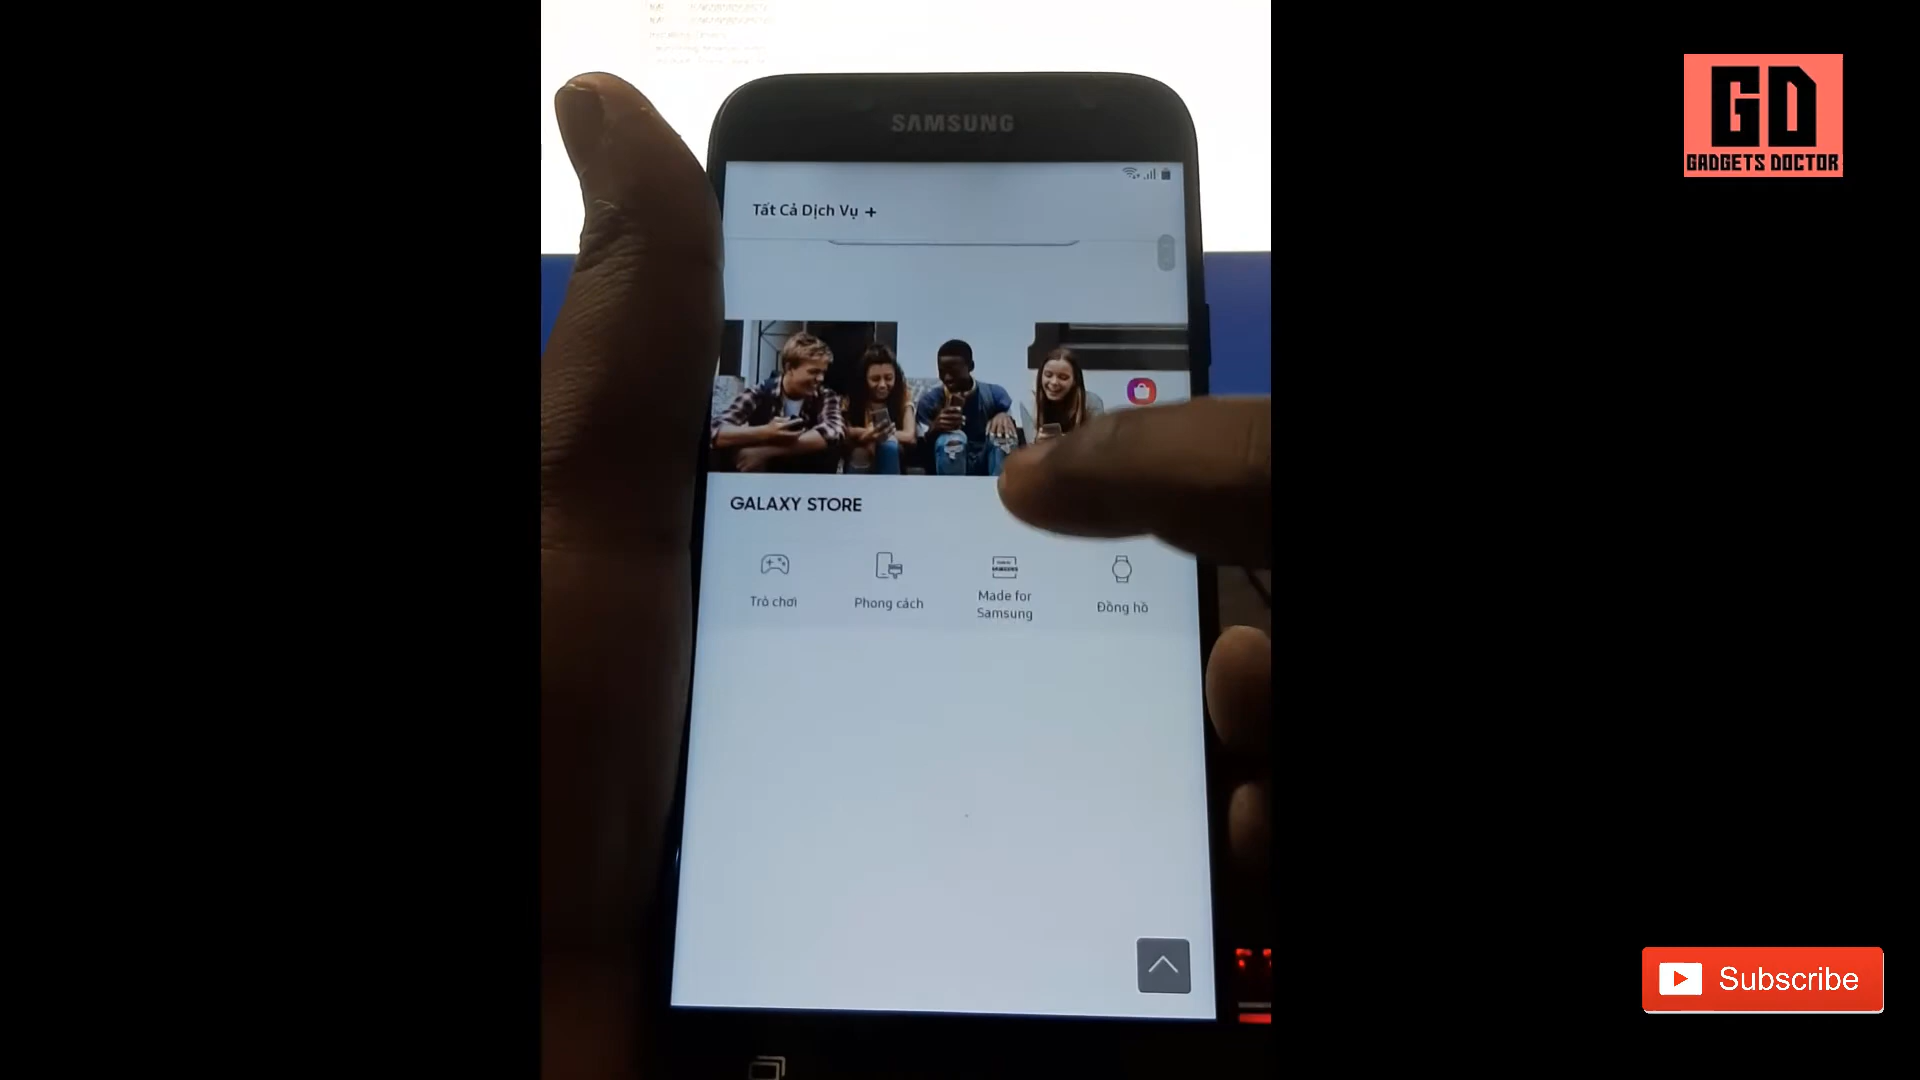 SAMSUNG
GD
GADGETS DOCTOR
Tất Cả Dịch Vụ +
GALAXY STORE
Trò chơi
Phong cách
Made for
Samsung
Đồng hồ
Subscribe